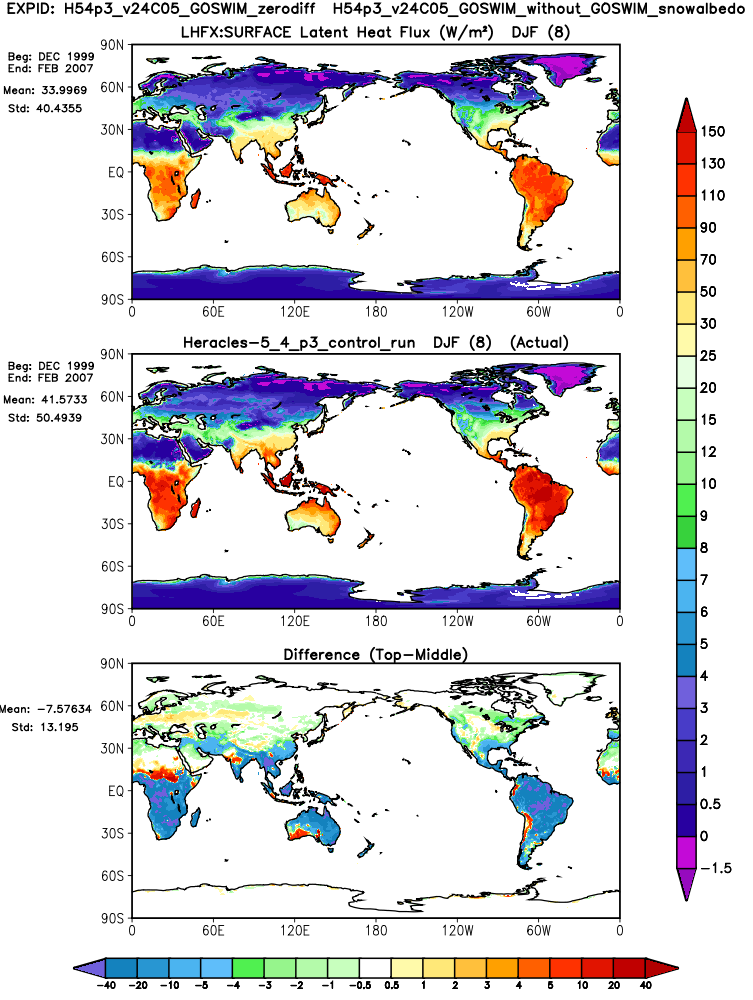 EXPID: H54p3_v24C05_GOSWIM_zerodiff H54p3_v24C05_GOSWIM_without_GOSWIM_snowalbedo
LHFX:SURFACE Latent Heat Flux (W/m²) DJF (8)
Beg: DEC 1999
End: FEB 2007
Mean: 33.9969
Std: 40.4355
90N
60N
30N
EQ
30S
60S
90S
0 60E 120E 180 120W 60W 0
Heracles-5_4_p3_control_run DJF (8) (Actual)
Beg: DEC 1999
End: FEB 2007
Mean: 41.5733
Std: 50.4939
90N
60N
30N
EQ
30S
60S
90S
0 60E 120E 180 120W 60W 0
Difference (Top-Middle)
Mean: -7.57634
Std: 13.195
90N
60N
30N
EQ
30S
60S
90S
0 60E 120E 180 120W 60W 0
150
130
110
90
70
50
30
25
20
15
12
10
9
8
7
6
5
4
3
2
1
0.5
0
-1.5
-40 -20 -10 -5 -4 -3 -2 -1 -0.5 0.5 1 2 3 4 5 10 20 40